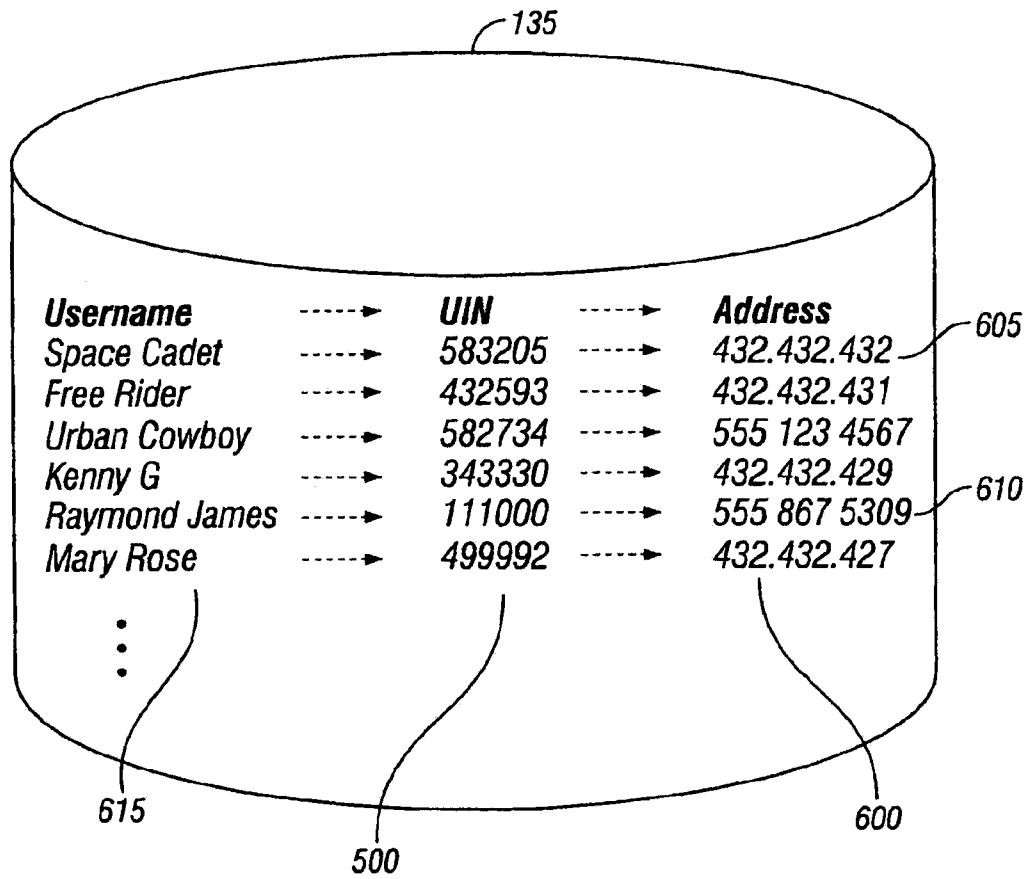 135
Username UIN Address
605
Space Cadet 583205 432.432.432
Free Rider 432593 432.432.431
Urban Cowboy 582734 555 123 4567
Kenny G 343330 432.432.429
610
Raymond James 111000 555 867 5309
Mary Rose 499992 432.432.427
615
500
600